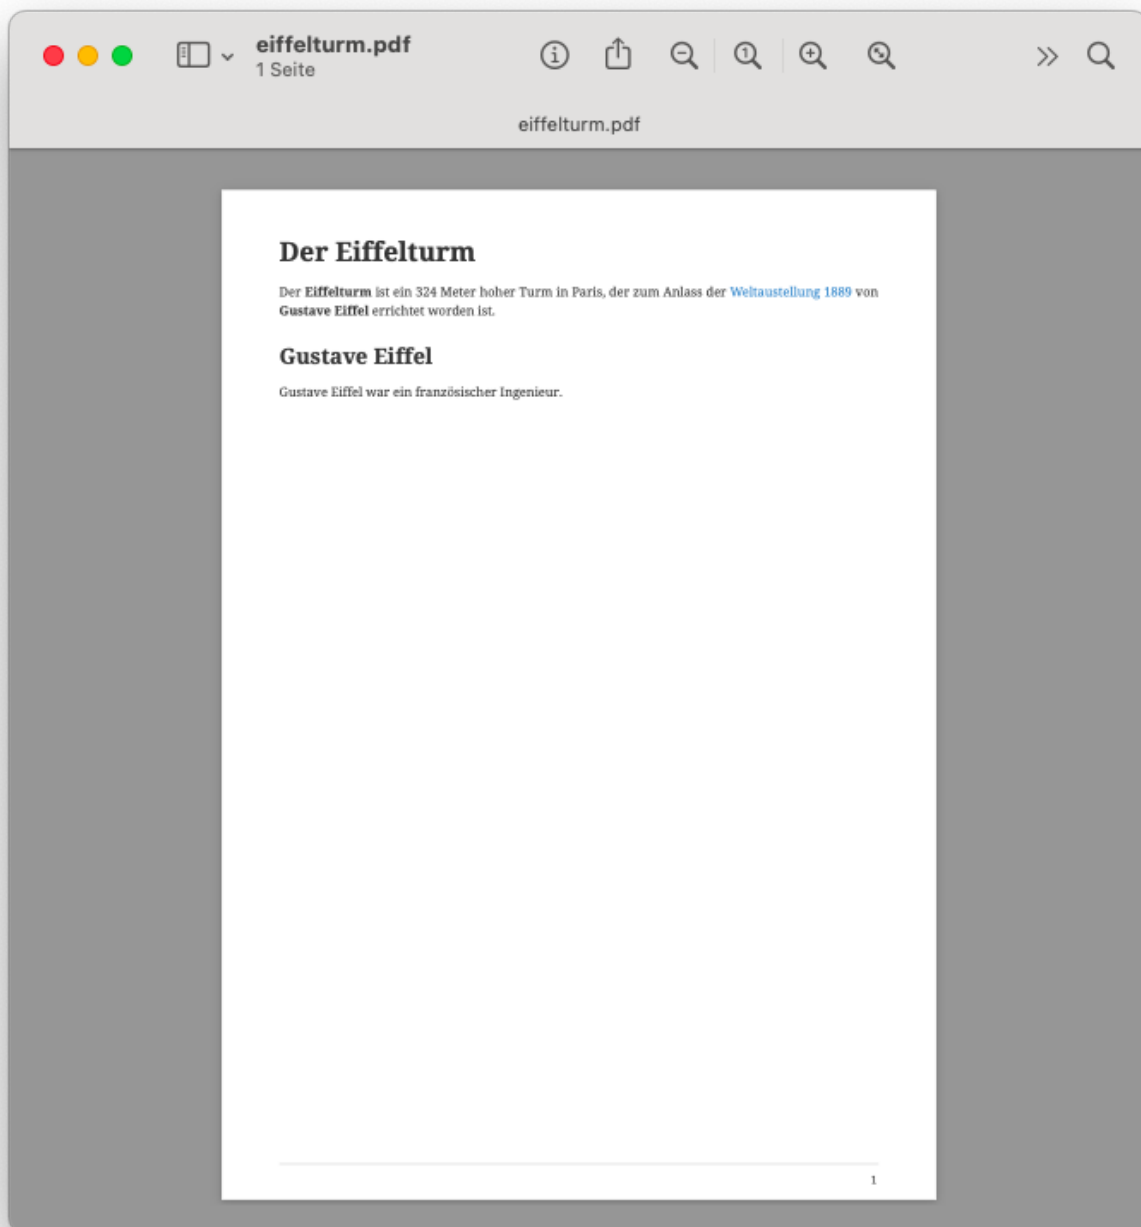 eiffelturm.pdf
1 Seite
eiffelturm.pdf
Der Eiffelturm
Der Eiffelturm ist ein 324 Meter hoher Turm in Paris, der zum Anlass der Weltaustellung 1889 von
Gustave Eiffel errichtet worden ist.
Gustave Eiffel
Gustave Eiffel war ein französischer Ingenieur.
1